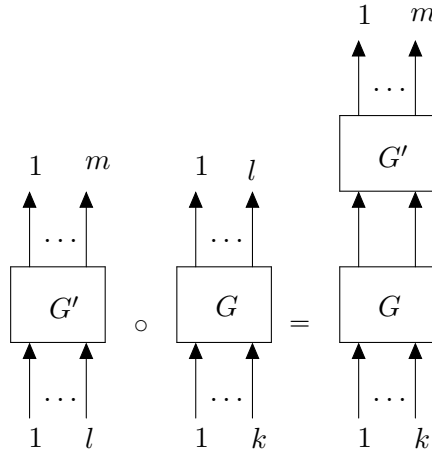 1 m
…
G′
1 m 1 l
… …
G′ ∘ G = G
… … …
1 l 1 k 1 k